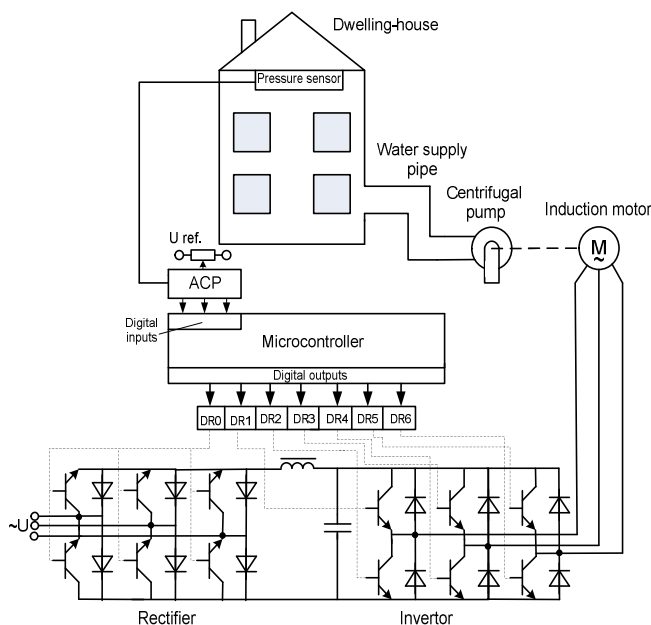 Dwelling-house
Pressure sensor
Water supply
pipe
Centrifugal
pump
Induction motor
M
~
U ref.
ACP
Digital
inputs
Microcontroller
Digital outputs
DR0 DR1 DR2 DR3 DR4 DR5 DR6
~U
Rectifier
Invertor